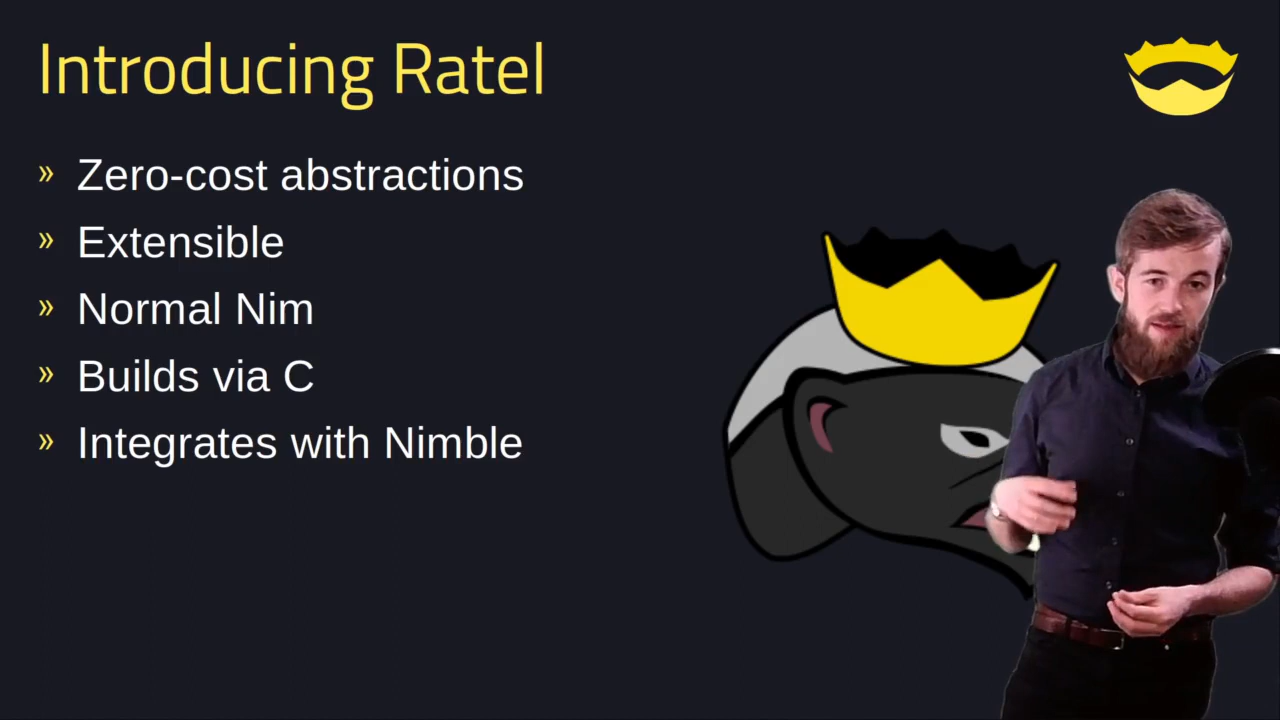 Introducing Ratel
» Zero-cost abstractions
» Extensible
» Normal Nim
» Builds via C
» Integrates with Nimble